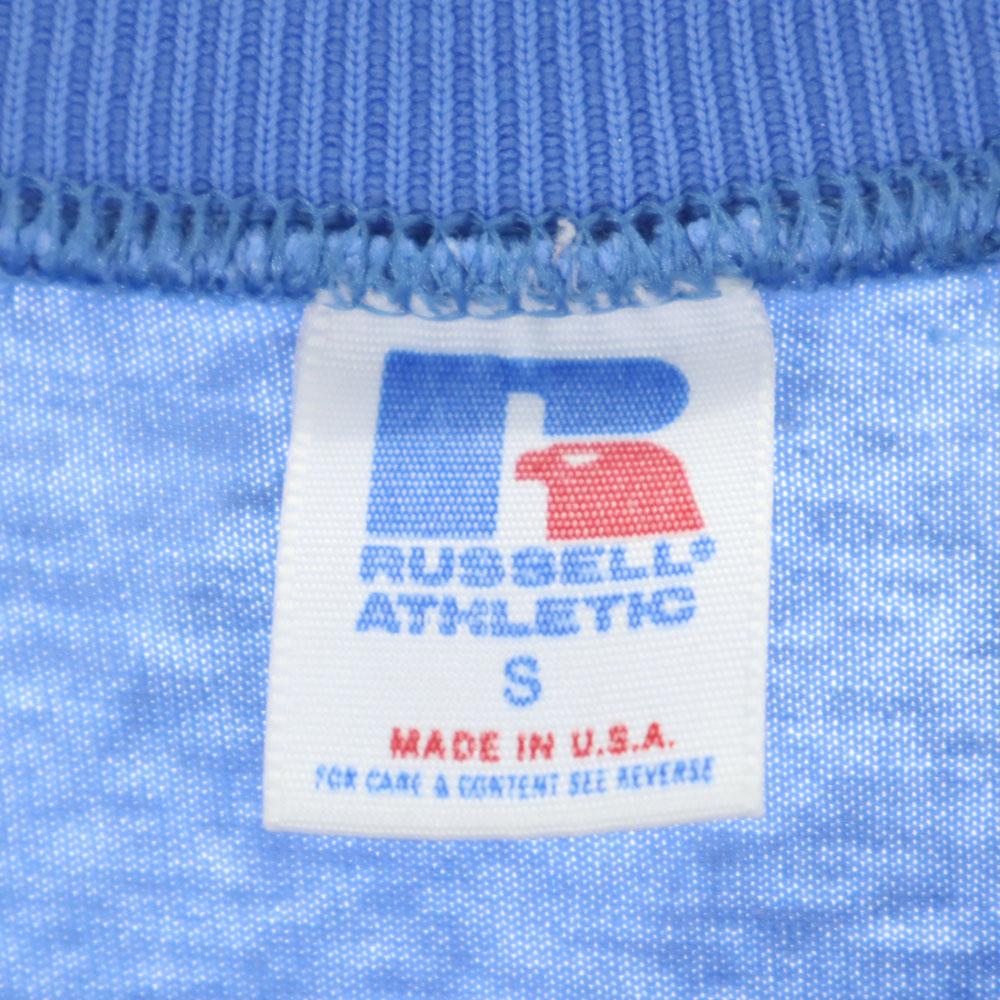 RUSSELL®
ATHLETIC
S
MADE IN U.S.A.
FOR CARE & CONTENT SEE REVERSE